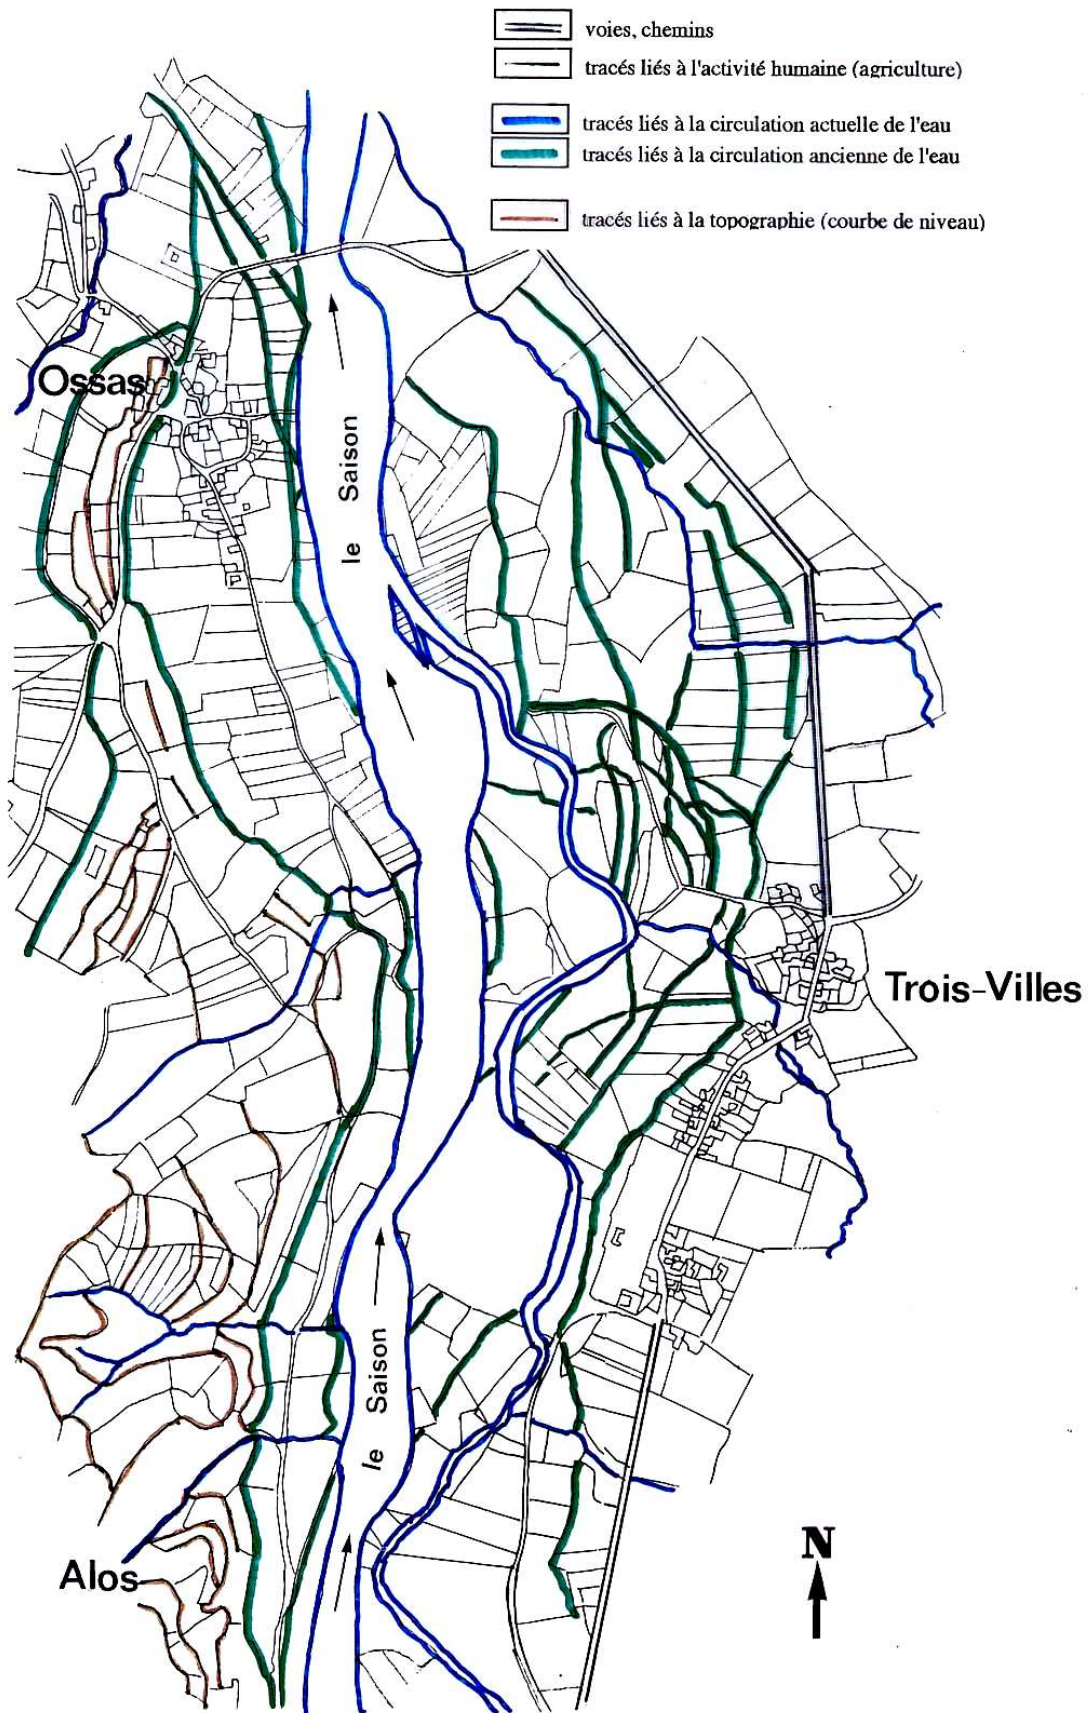 voies, chemins
tracés liés à l'activité humaine (agriculture)
tracés liés à la circulation actuelle de l'eau
tracés liés à la circulation ancienne de l'eau
tracés liés à la topographie (courbe de niveau)
Ossas
le Saison
Trois-Villes
le Saison
Alos
N